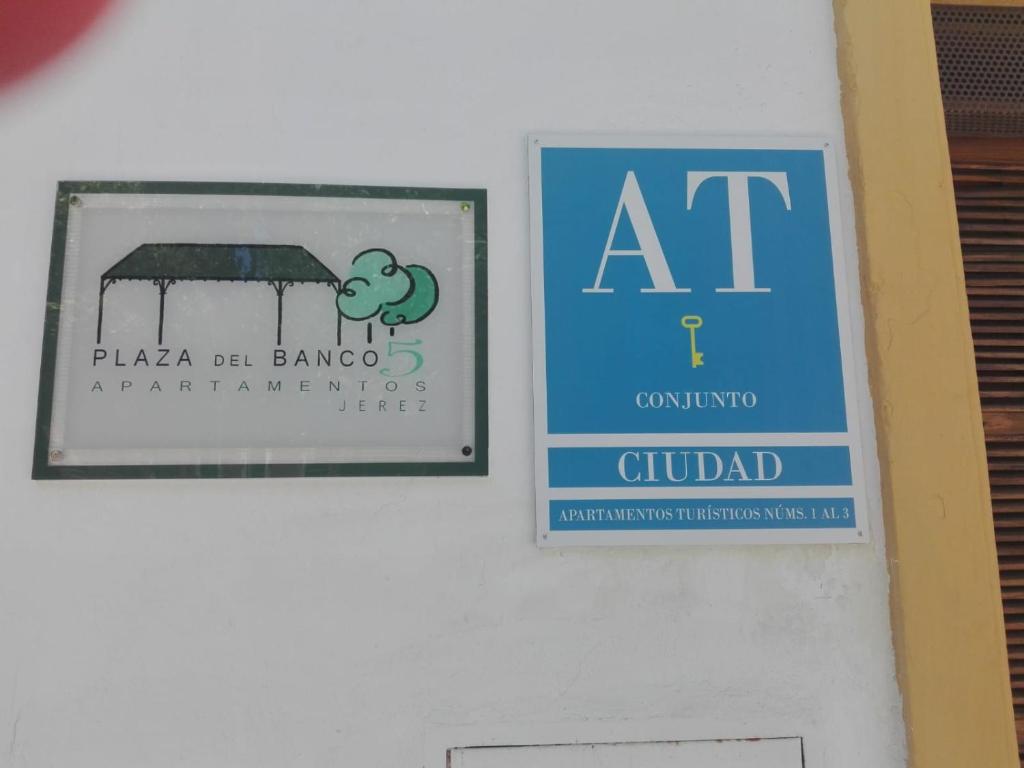 PLAZA DEL BANCO 5
APARTAMENTOS
JEREZ
AT
CONJUNTO
CIUDAD
APARTAMENTOS TURÍSTICOS NÚMS. 1 AL 3